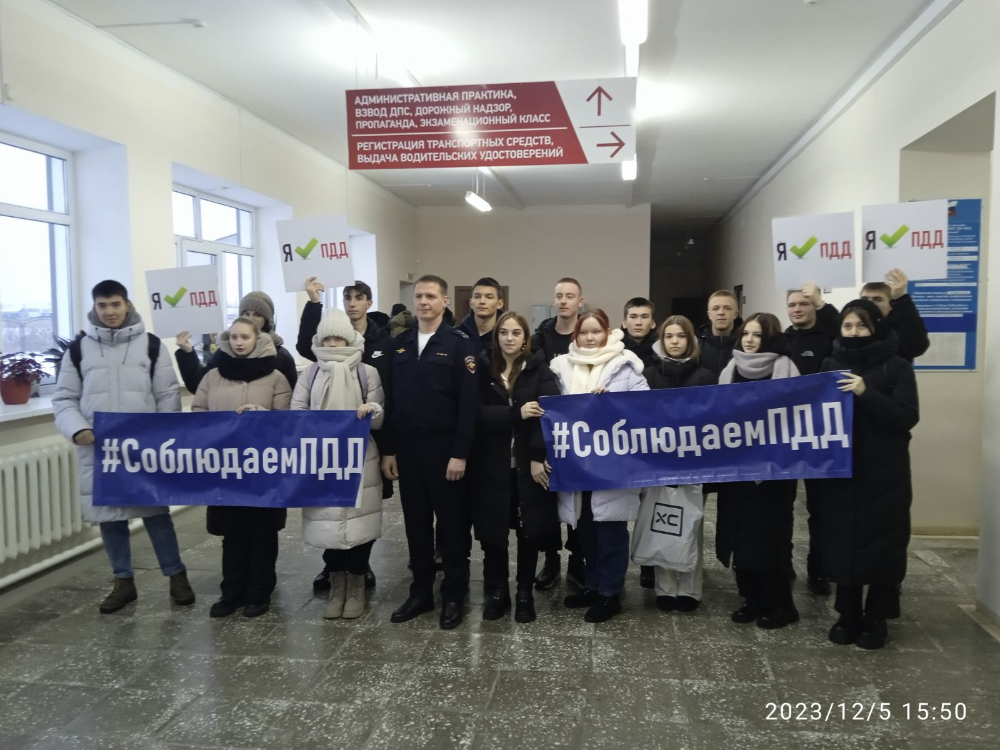 АДМИНИСТРАТИВНАЯ ПРАКТИКА,
ВЗВОД ДПС, ДОРОЖНЫЙ НАДЗОР,
ПРОПАГАНДА, ЭКЗАМЕНАЦИОННЫЙ КЛАСС
РЕГИСТРАЦИЯ ТРАНСПОРТНЫХ СРЕДСТВ,
ВЫДАЧА ВОДИТЕЛЬСКИХ УДОСТОВЕРЕНИЙ
Я ПДД
Я ПДД
Я ПДД
Я ПДД
#СоблюдаемПДД
#СоблюдаемПДД
ХС
2023/12/5 15:50